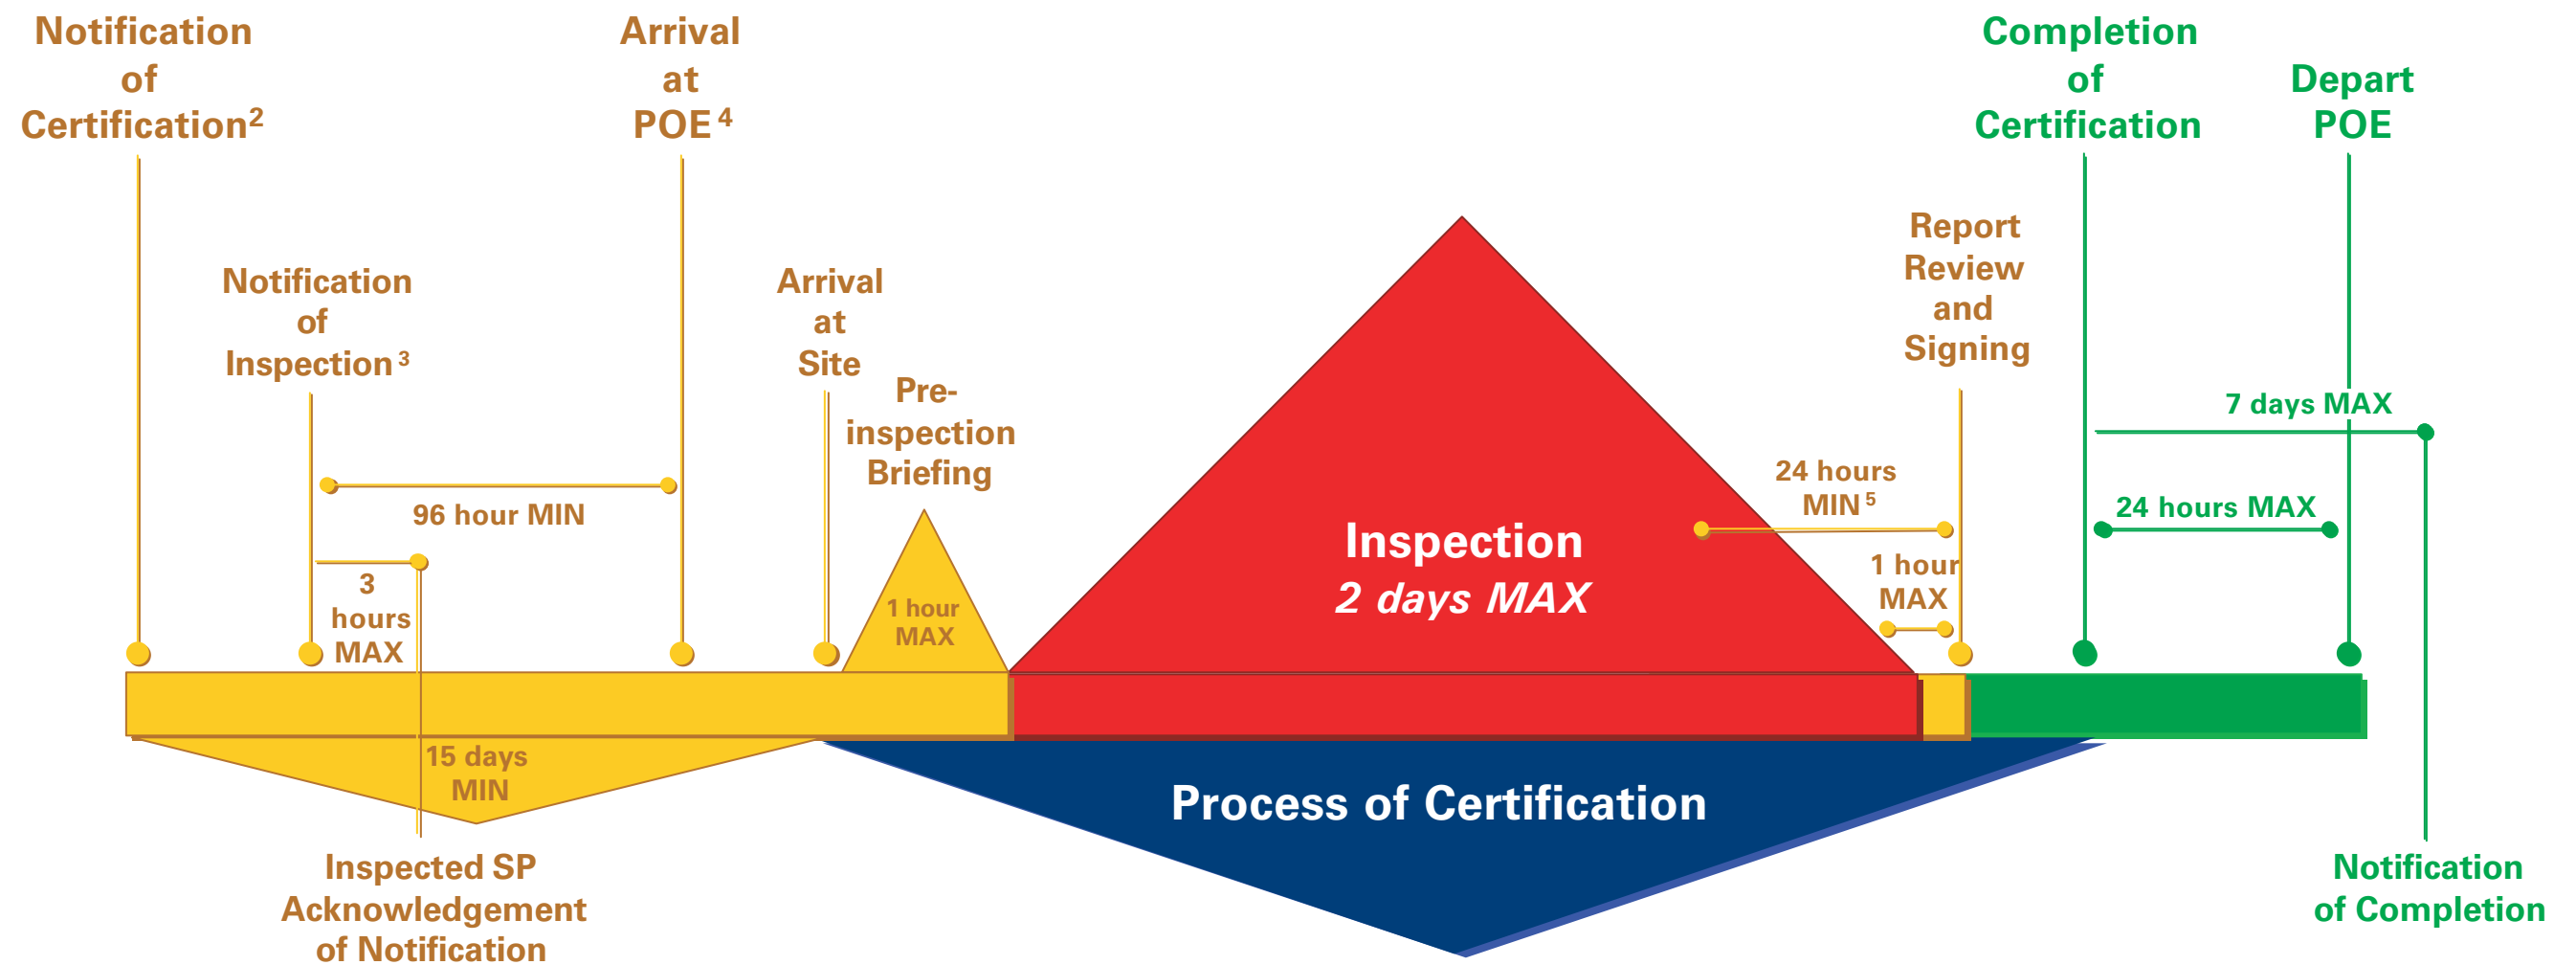 Notification
of
Certification²
Arrival
at
POE⁴
Completion
of
Certification
Depart
POE
Notification
of
Inspection³
Arrival
at
Site
Pre-
inspection
Briefing
Report
Review
and
Signing
7 days MAX
96 hour MIN
24 hours
MIN⁵
24 hours MAX
3
hours
MAX
1 hour
MAX
Inspection
2 days MAX
1 hour
MAX
15 days
MIN
Process of Certification
Inspected SP
Acknowledgement
of Notification
Notification
of Completion